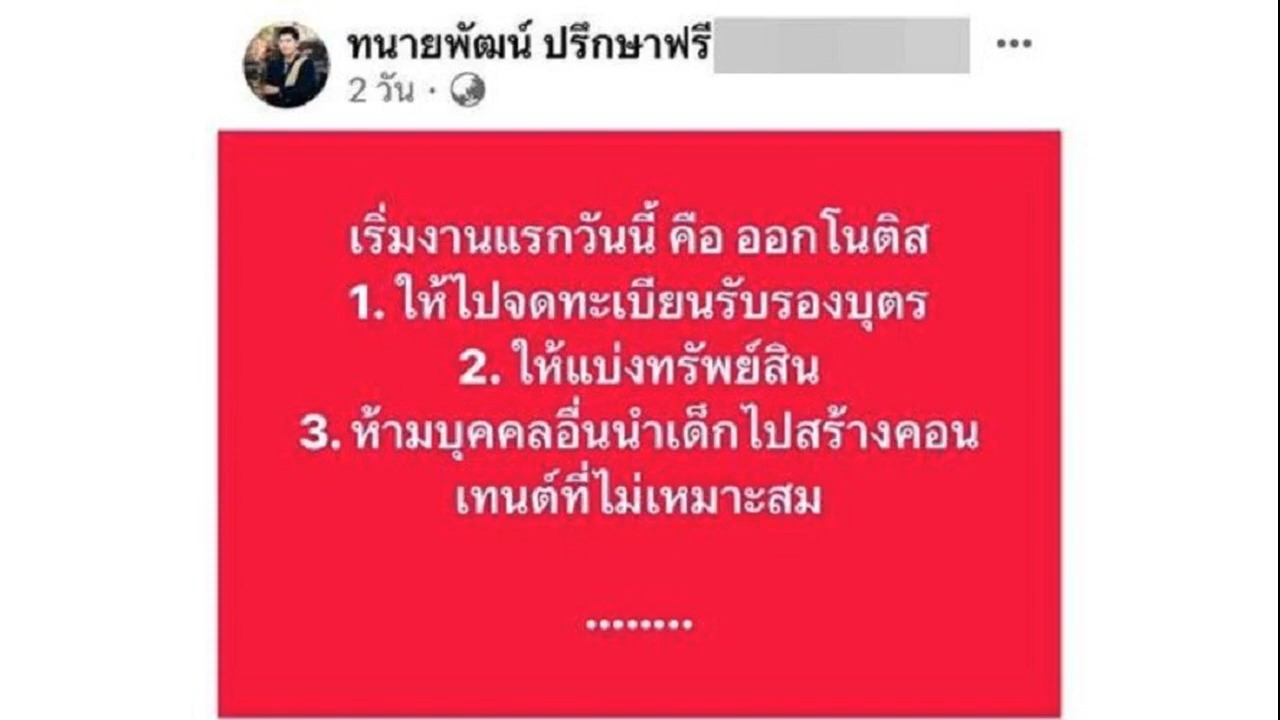 ทนายพัฒน์ ปรึกษาฟรี
2 วัน ·
เริ่มงานแรกวันนี้ คือ ออกโนติส
1. ให้ไปจดทะเบียนรับรองบุตร
2. ให้แบ่งทรัพย์สิน
3. ห้ามบุคคลอื่นนำเด็กไปสร้างคอน
เทนต์ที่ไม่เหมาะสม
........